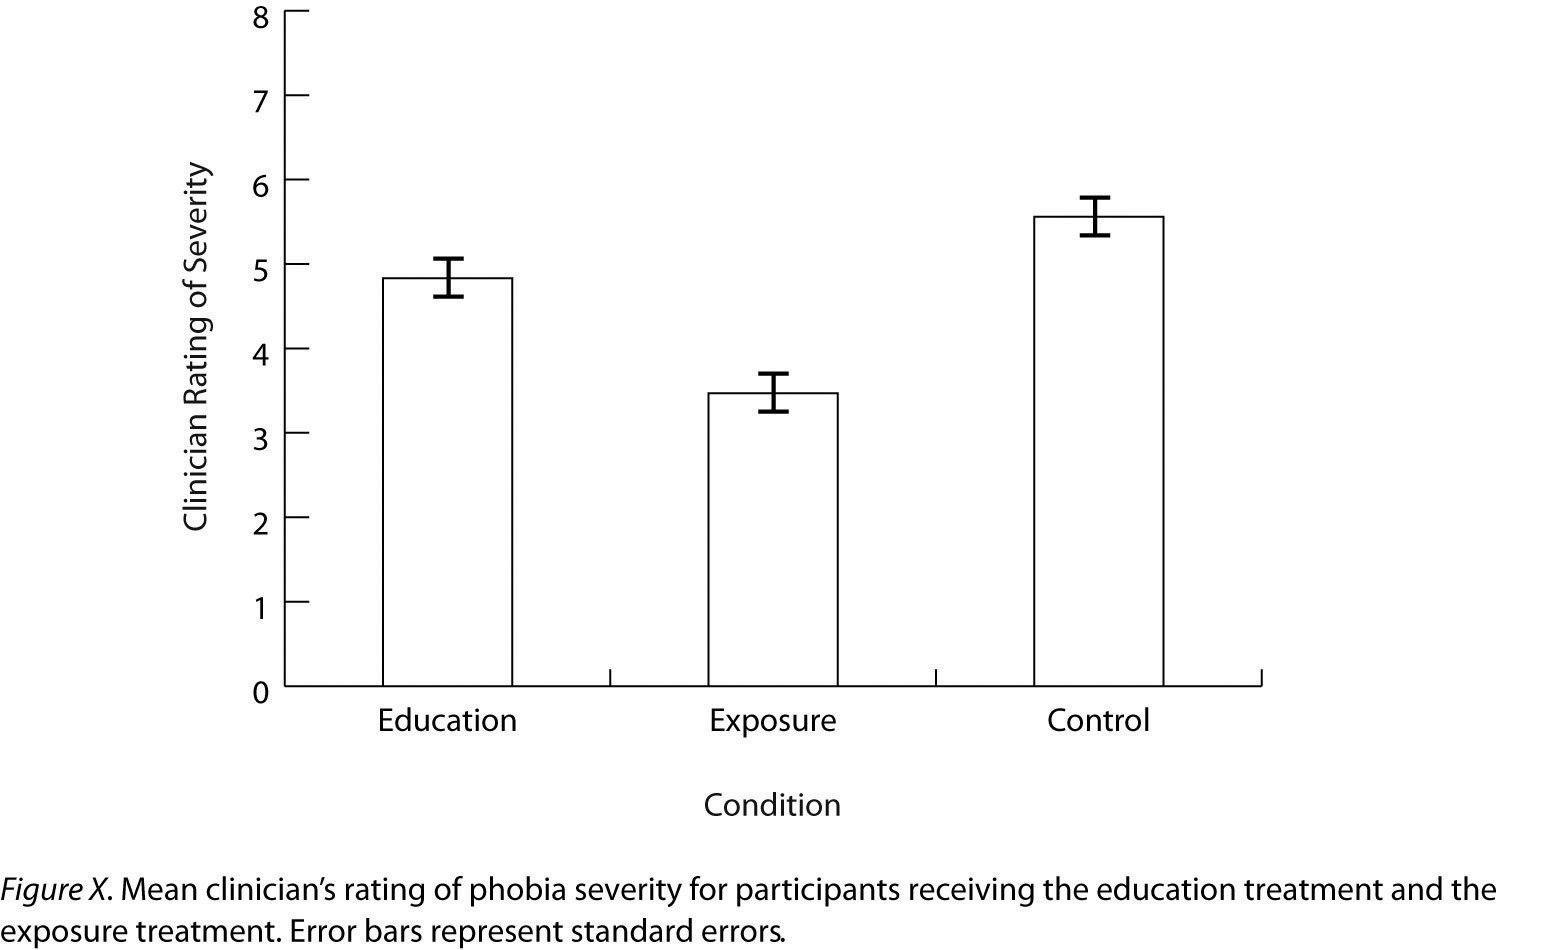 8
7
6
5
4
3
2
1
0
Clinician Rating of Severity
Education Exposure Control
Condition
Figure X. Mean clinician’s rating of phobia severity for participants receiving the education treatment and the
exposure treatment. Error bars represent standard errors.